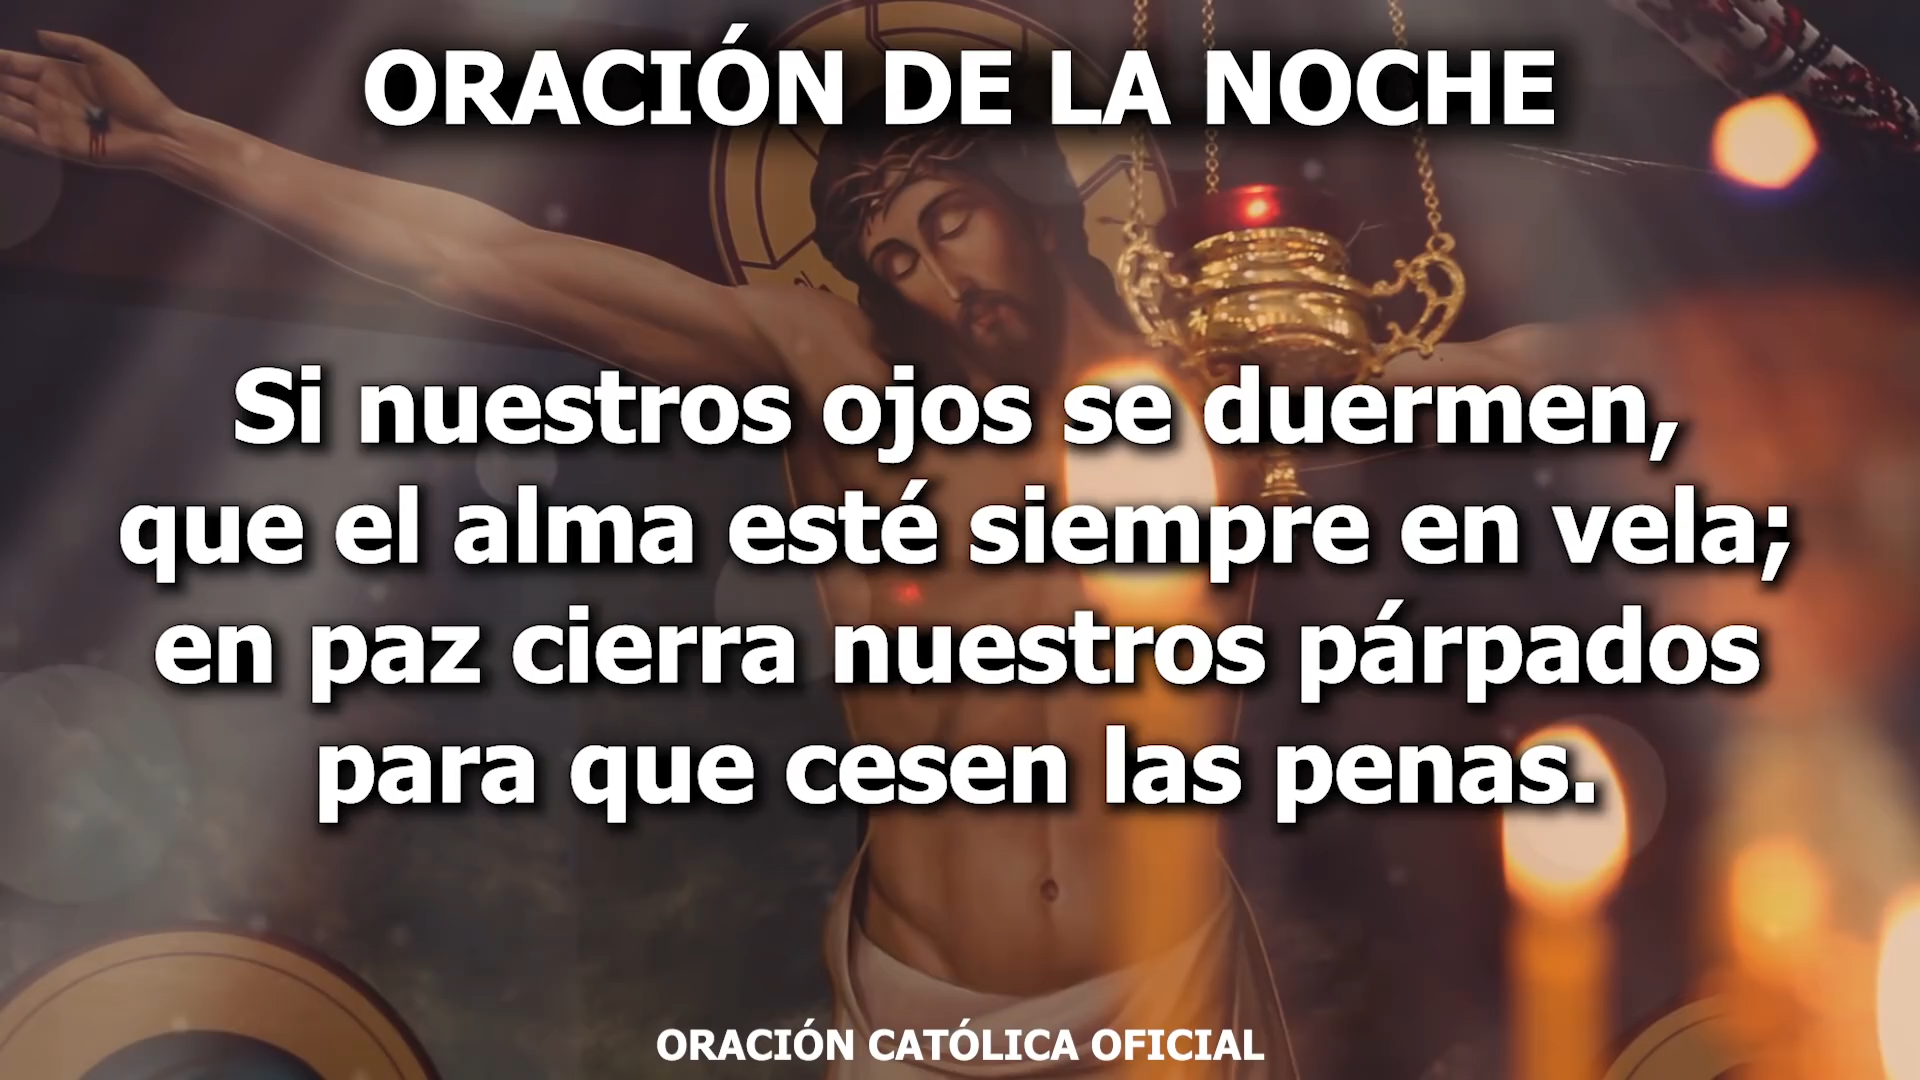 ORACIÓN DE LA NOCHE
Si nuestros ojos se duermen,
que el alma esté siempre en vela;
en paz cierra nuestros párpados
para que cesen las penas.
ORACIÓN CATÓLICA OFICIAL